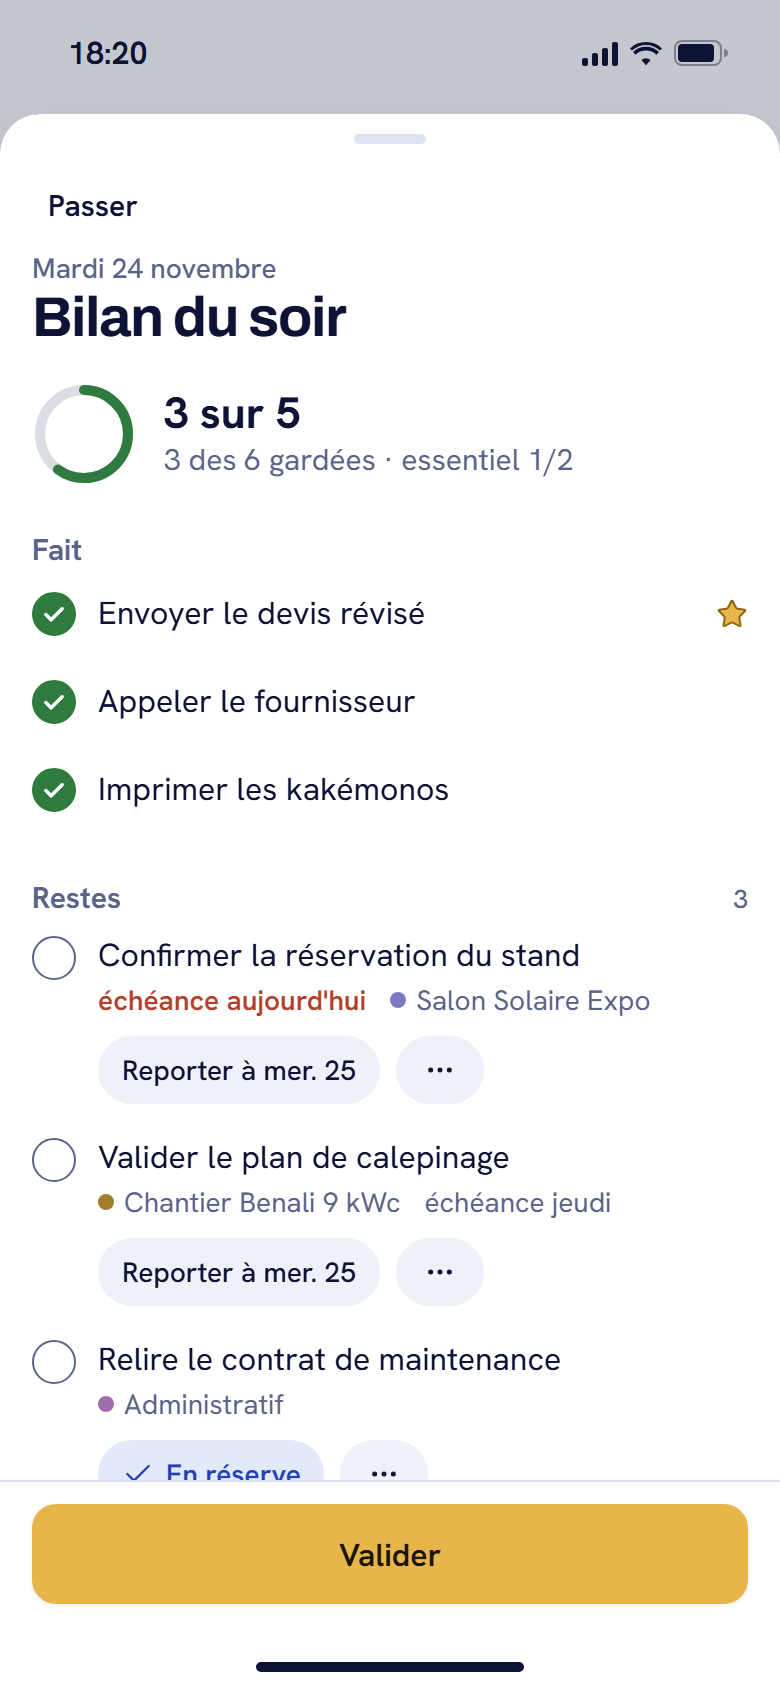 18:20
Passer
Mardi 24 novembre
Bilan du soir
3 sur 5
3 des 6 gardées · essentiel 1/2
Fait
Envoyer le devis révisé
Appeler le fournisseur
Imprimer les kakémonos
Restes 3
Confirmer la réservation du stand
échéance aujourd'hui Salon Solaire Expo
Reporter à mer. 25 ...
Valider le plan de calepinage
Chantier Benali 9 kWc échéance jeudi
Reporter à mer. 25 ...
Relire le contrat de maintenance
Administratif
En réserve ...
Valider